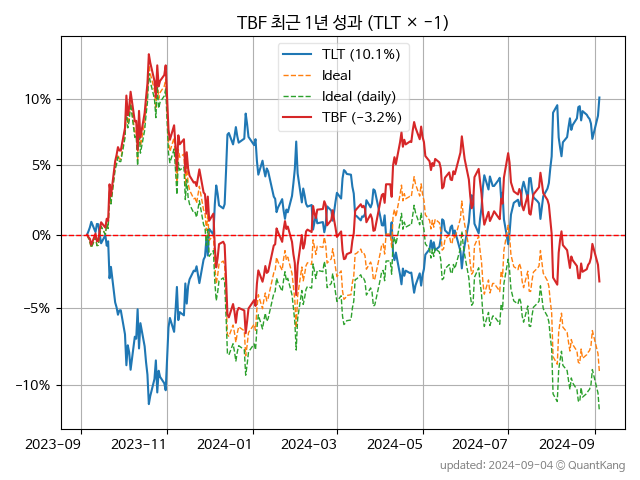 TBF 최근 1년 성과 (TLT × −1)
TLT (10.1%)
Ideal
Ideal (daily)
TBF (−3.2%)
10%
5%
0%
−5%
−10%
2023-09 2023-11 2024-01 2024-03 2024-05 2024-07 2024-09
updated: 2024-09-04 © QuantKang